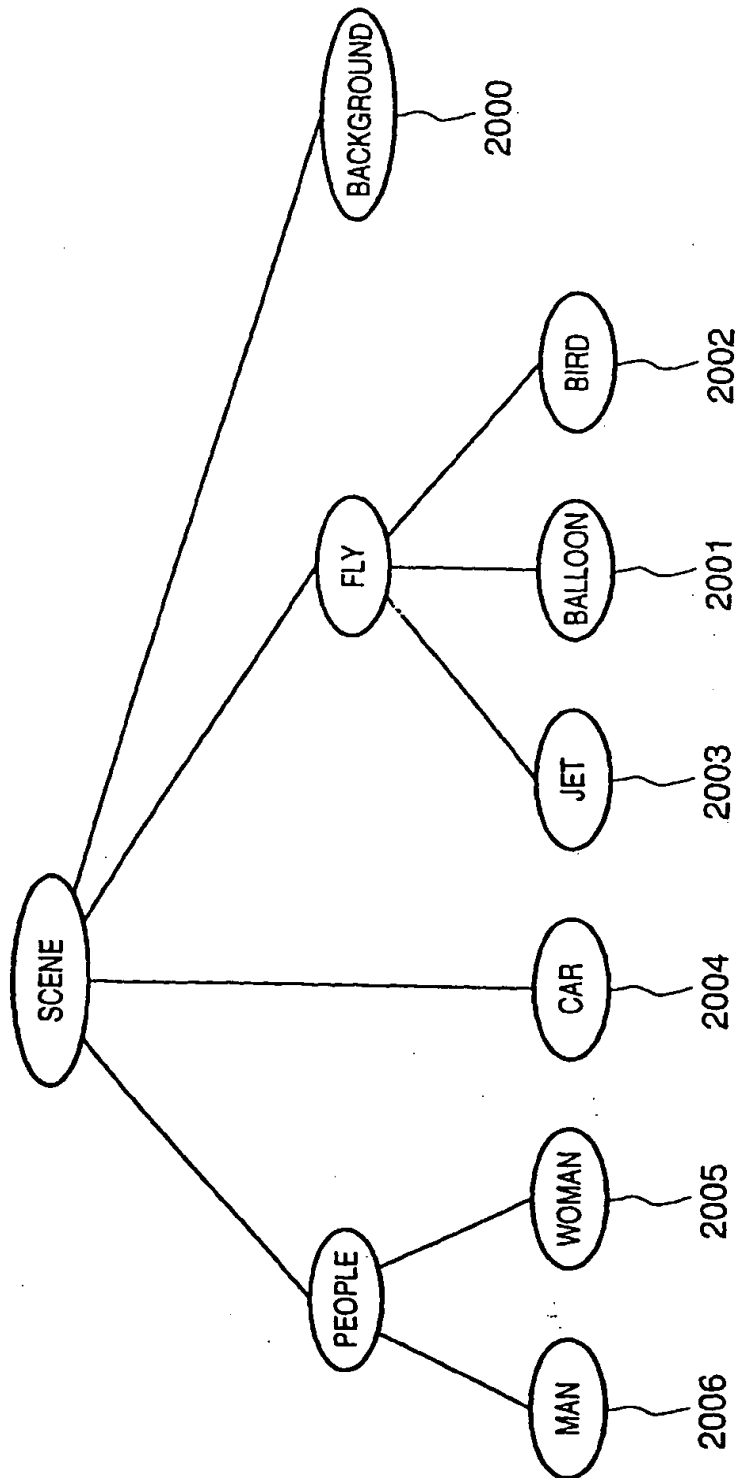 SCENE
PEOPLE
FLY
BACKGROUND
2000
MAN
WOMAN
CAR
JET
BALLOON
BIRD
2006
2005
2004
2003
2001
2002